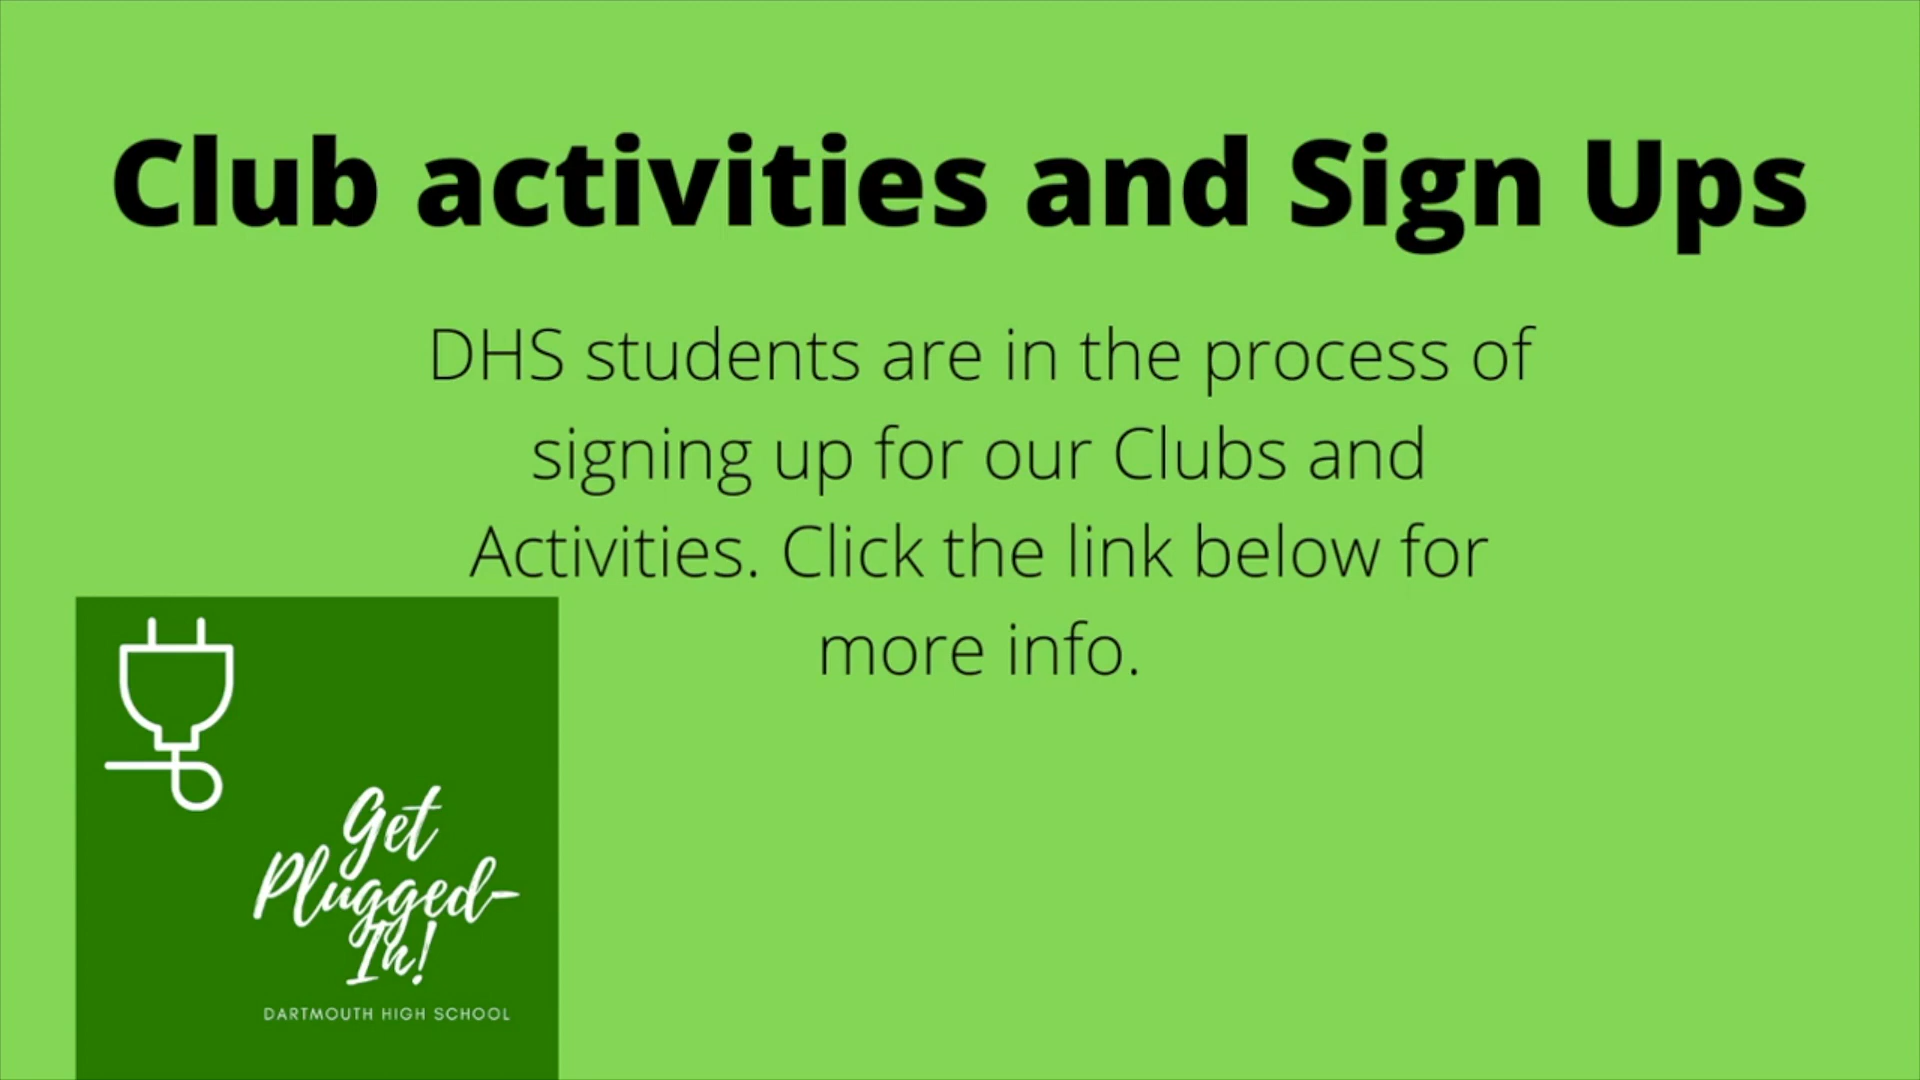 Club activities and Sign Ups
DHS students are in the process of
signing up for our Clubs and
Activities. Click the link below for
more info.
Get
Plugged-
In!
DARTMOUTH HIGH SCHOOL